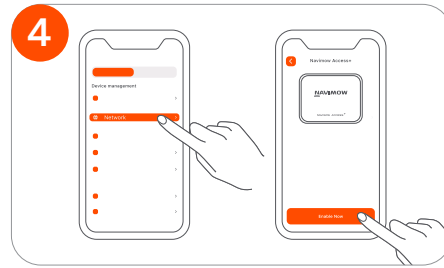 4
Device management
Network
Navimow Access+
NAVIMOW
Enable Now